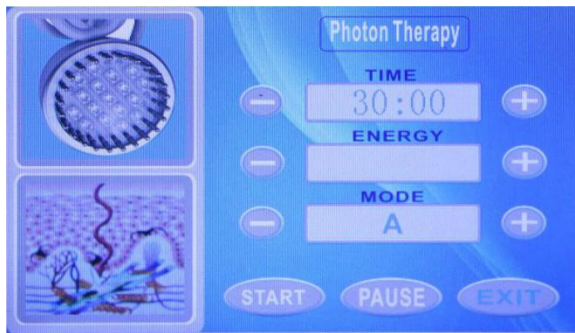 Photon Therapy
TIME
30:00
ENERGY
MODE
A
START PAUSE EXIT